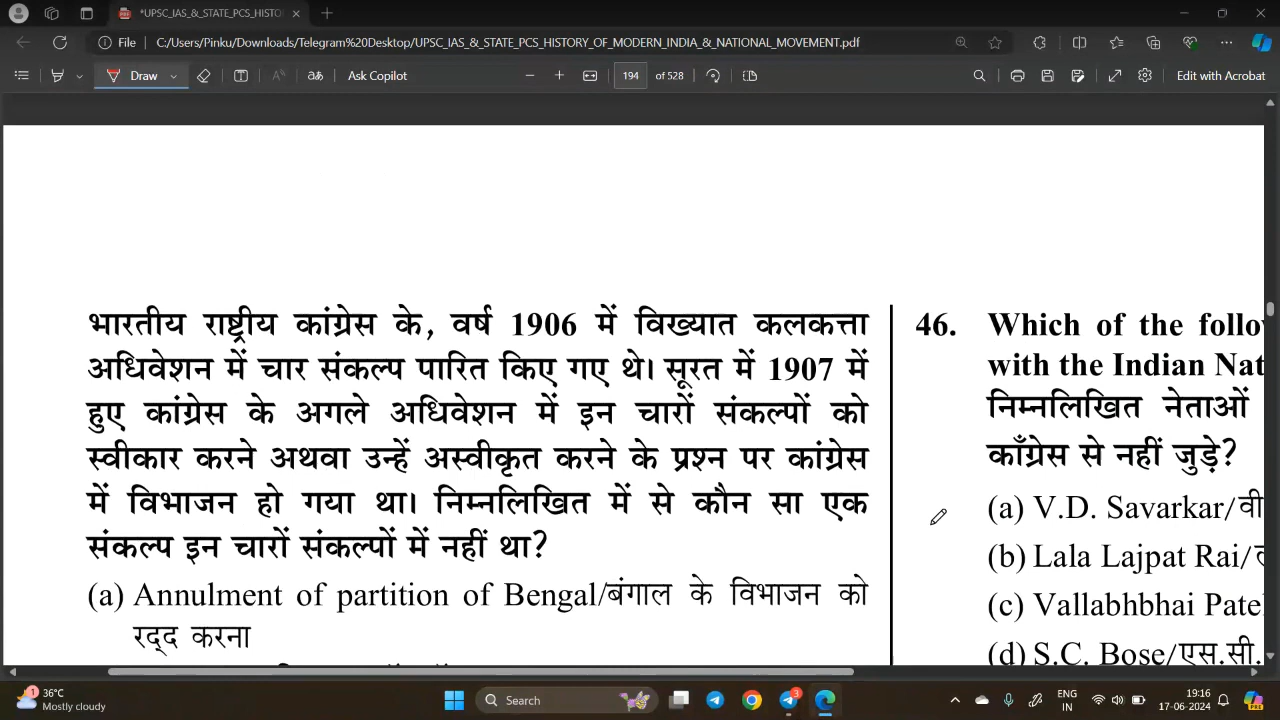 *UPSC_IAS_&_STATE_PCS_HISTO
File C:/Users/Pinku/Downloads/Telegram%20Desktop/UPSC_IAS_&_STATE_PCS_HISTORY_OF_MODERN_INDIA_&_NATIONAL_MOVEMENT.pdf
Draw Ask Copilot 194 of 528 Edit with Acrobat
भारतीय राष्ट्रीय कांग्रेस के, वर्ष 1906 में विख्यात कलकत्ता
अधिवेशन में चार संकल्प पारित किए गए थे। सूरत में 1907 में
हुए कांग्रेस के अगले अधिवेशन में इन चारों संकल्पों को
स्वीकार करने अथवा उन्हें अस्वीकृत करने के प्रश्न पर कांग्रेस
में विभाजन हो गया था। निम्नलिखित में से कौन सा एक
संकल्प इन चारों संकल्पों में नहीं था?
(a) Annulment of partition of Bengal/बंगाल के विभाजन को
रद्द करना
46. Which of the follo
with the Indian Nat
निम्नलिखित नेताओं
काँग्रेस से नहीं जुड़े?
(a) V.D. Savarkar/वी
(b) Lala Lajpat Rai/
(c) Vallabhbhai Pate
(d) S.C. Bose/एस.सी.
36°C
Mostly cloudy
Search
ENG
IN
19:16
17-06-2024